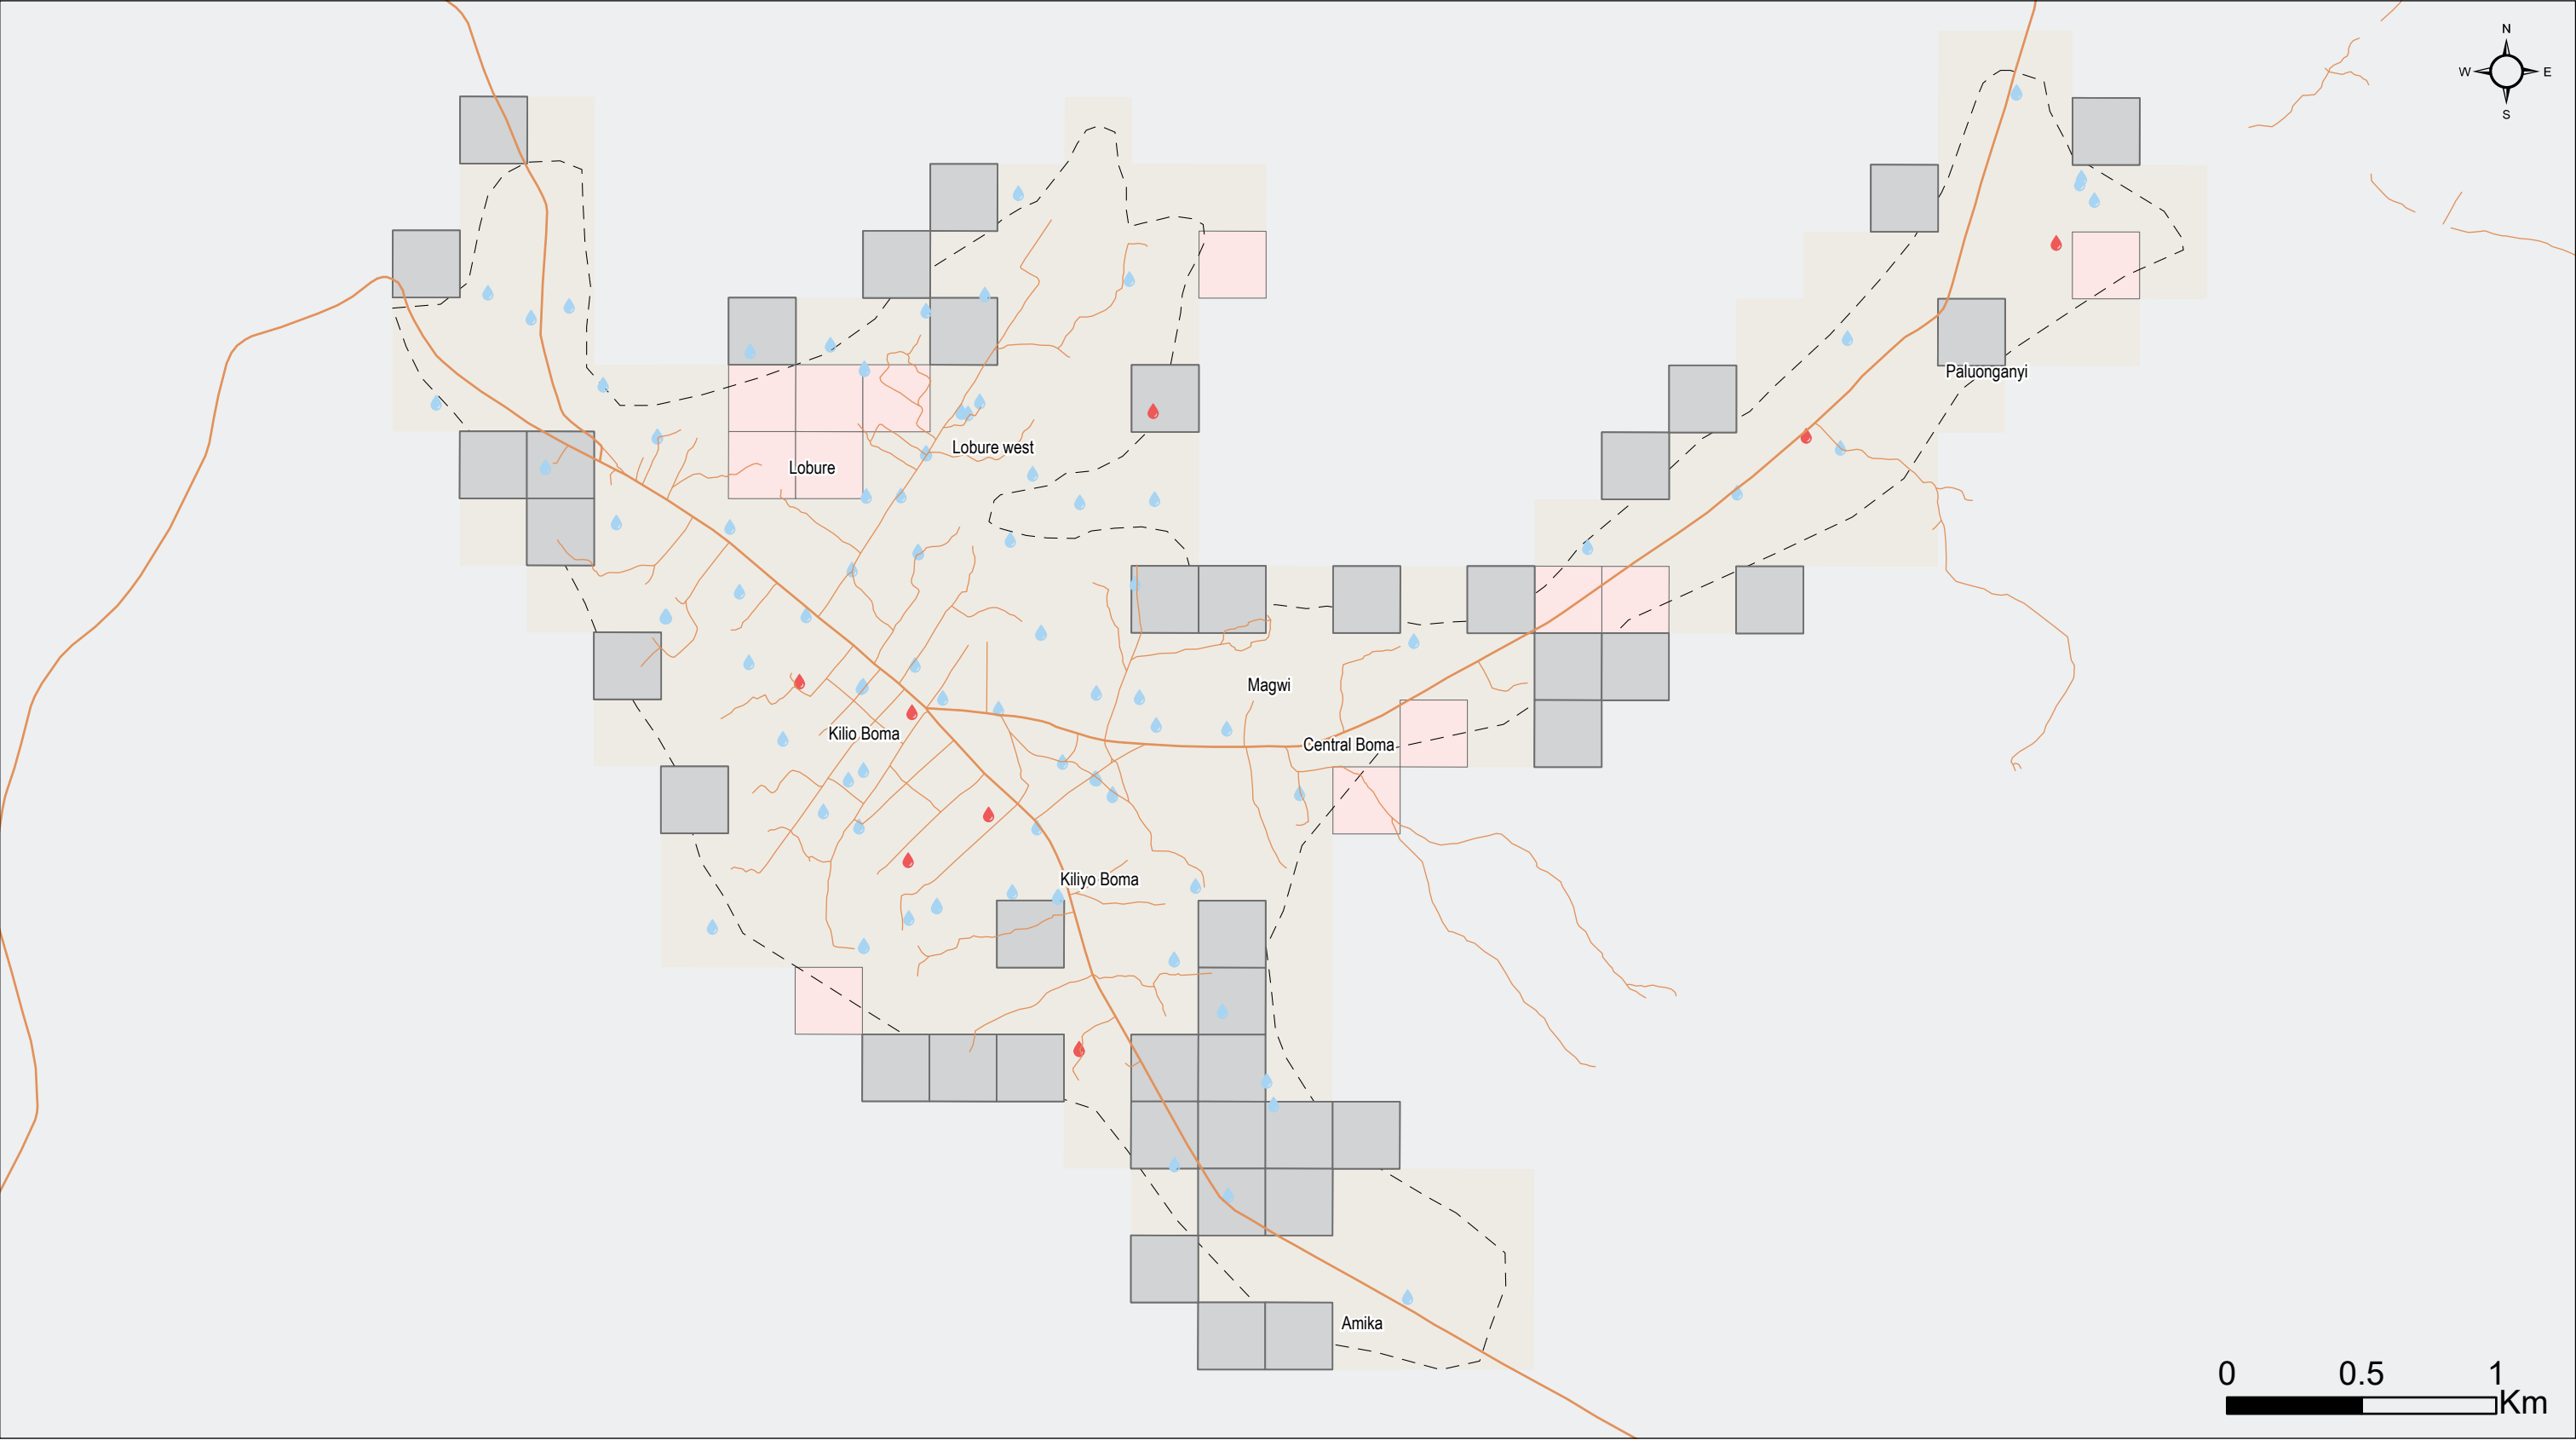 N
W E
S
Paluonganyi
Lobure west
Lobure
Magwi
Kilio Boma
Central Boma
Kiliyo Boma
Amika
0 0.5 1
Km